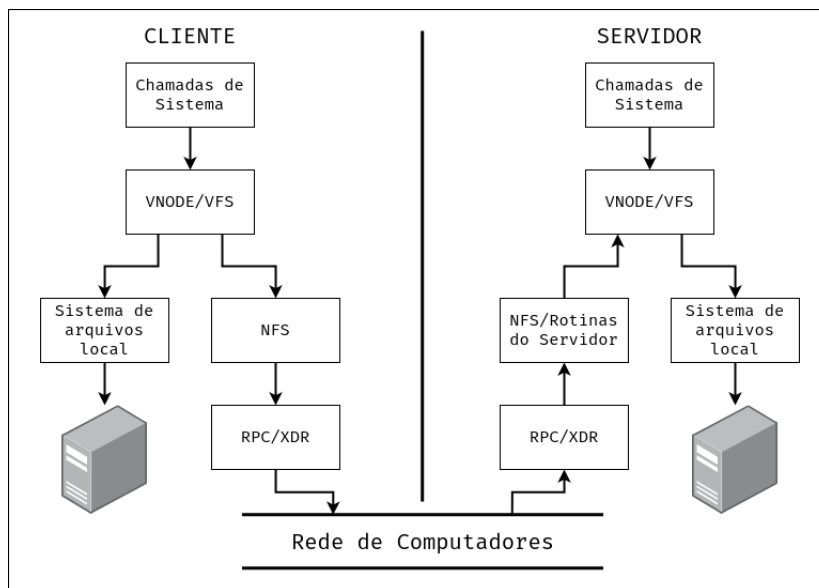 CLIENTE
SERVIDOR
Chamadas de
Sistema
Chamadas de
Sistema
VNODE/VFS
VNODE/VFS
Sistema de
arquivos
local
NFS
NFS/Rotinas
do Servidor
Sistema de
arquivos
local
RPC/XDR
RPC/XDR
Rede de Computadores